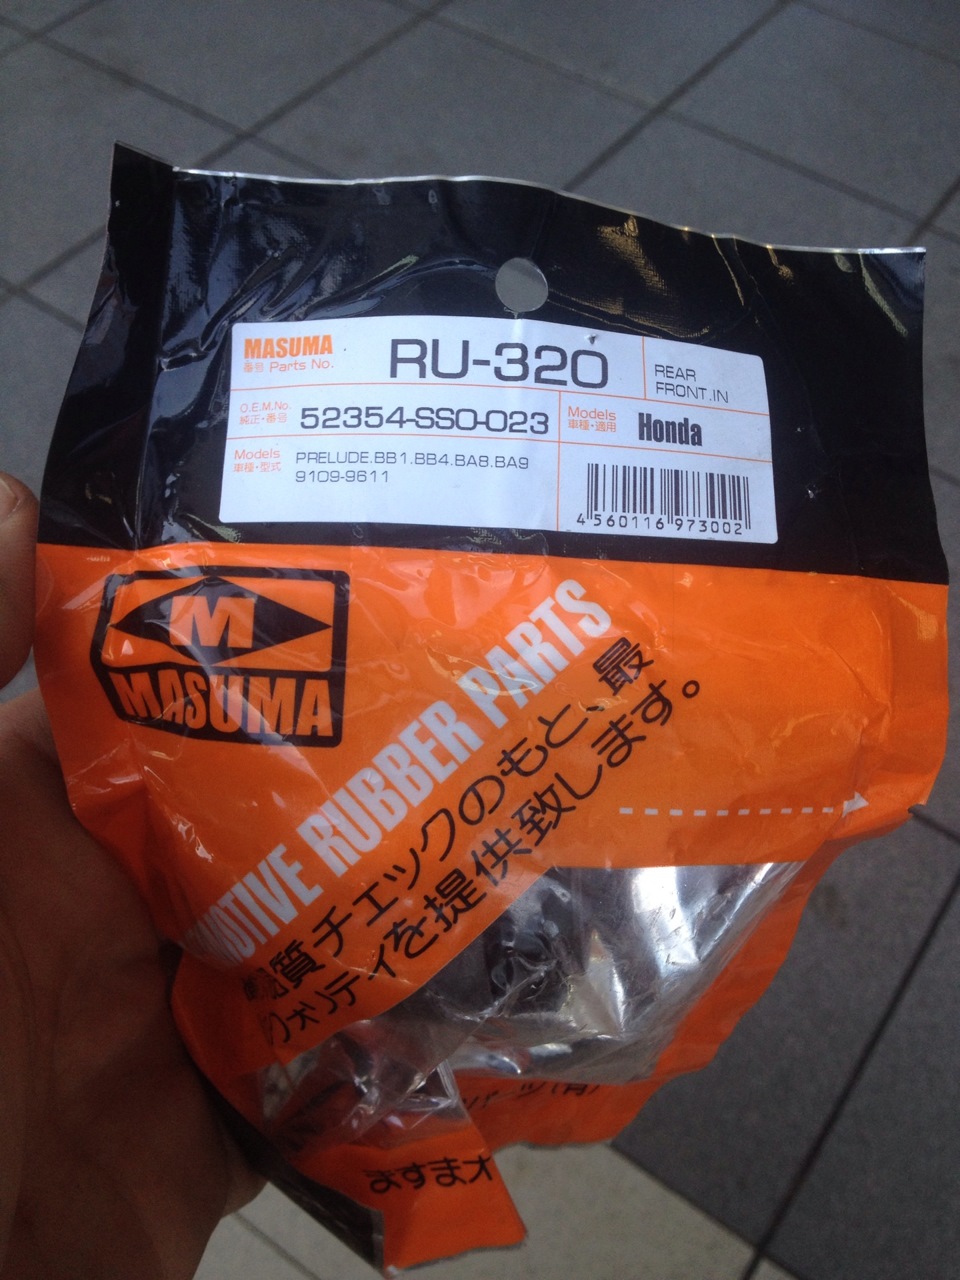 MASUMA
番号 Parts No.
RU-320
REAR
FRONT.IN
O.E.M.No.
純正・番号
52354-SS0-023
Models
車種・適用
Honda
Models
車種・型式
PRELUDE.BB1.BB4.BA8.BA9
9109-9611
4 560116 973002
M
MASUMA
RUBBER PARTS
質チェックのもと、最
ティを提供致します。
ますまオ